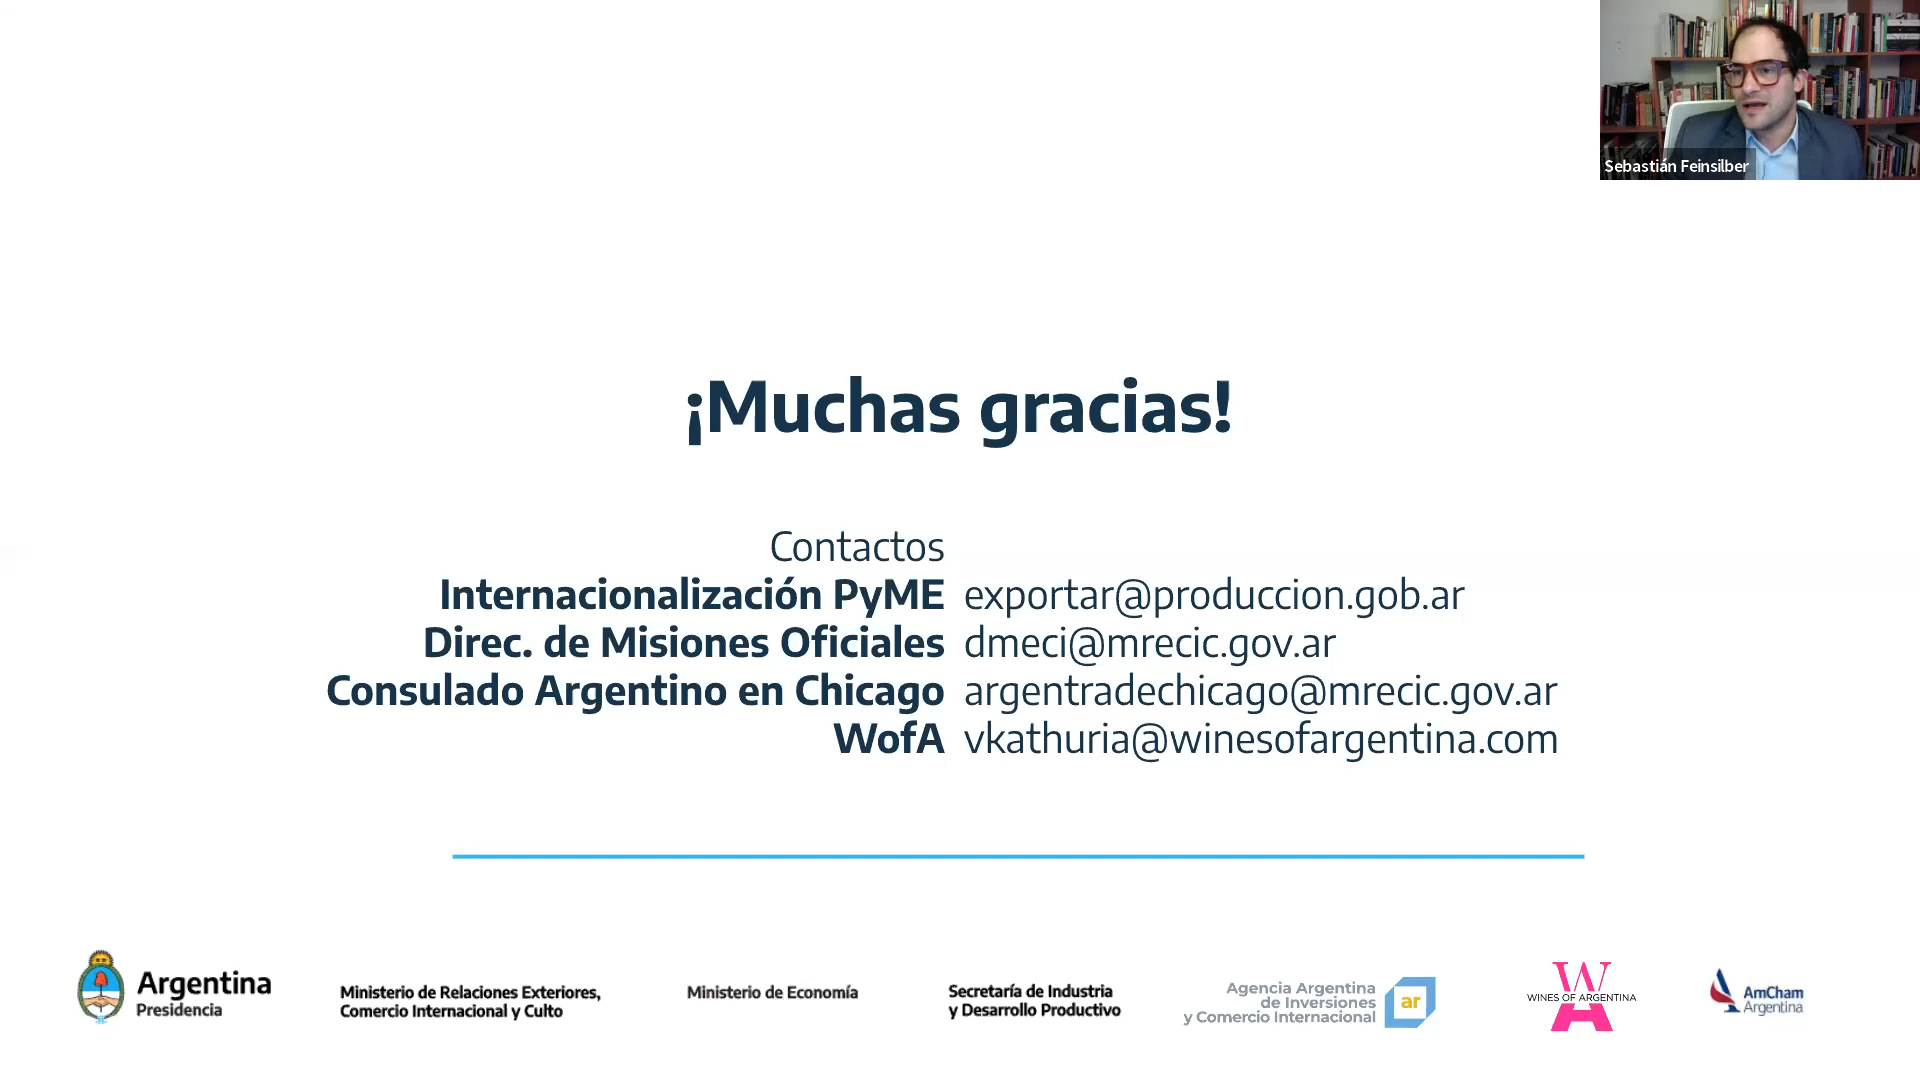 Sebastián Feinsilber
¡Muchas gracias!
Contactos
Internacionalización PyME exportar@produccion.gob.ar
Direc. de Misiones Oficiales dmeci@mrecic.gov.ar
Consulado Argentino en Chicago argentradechicago@mrecic.gov.ar
WofA vkathuria@winesofargentina.com
Argentina
Presidencia
Ministerio de Relaciones Exteriores,
Comercio Internacional y Culto
Ministerio de Economía
Secretaría de Industria
y Desarrollo Productivo
Agencia Argentina
de Inversiones
y Comercio Internacional
ar
W
WINES OF ARGENTINA
A
AmCham
Argentina